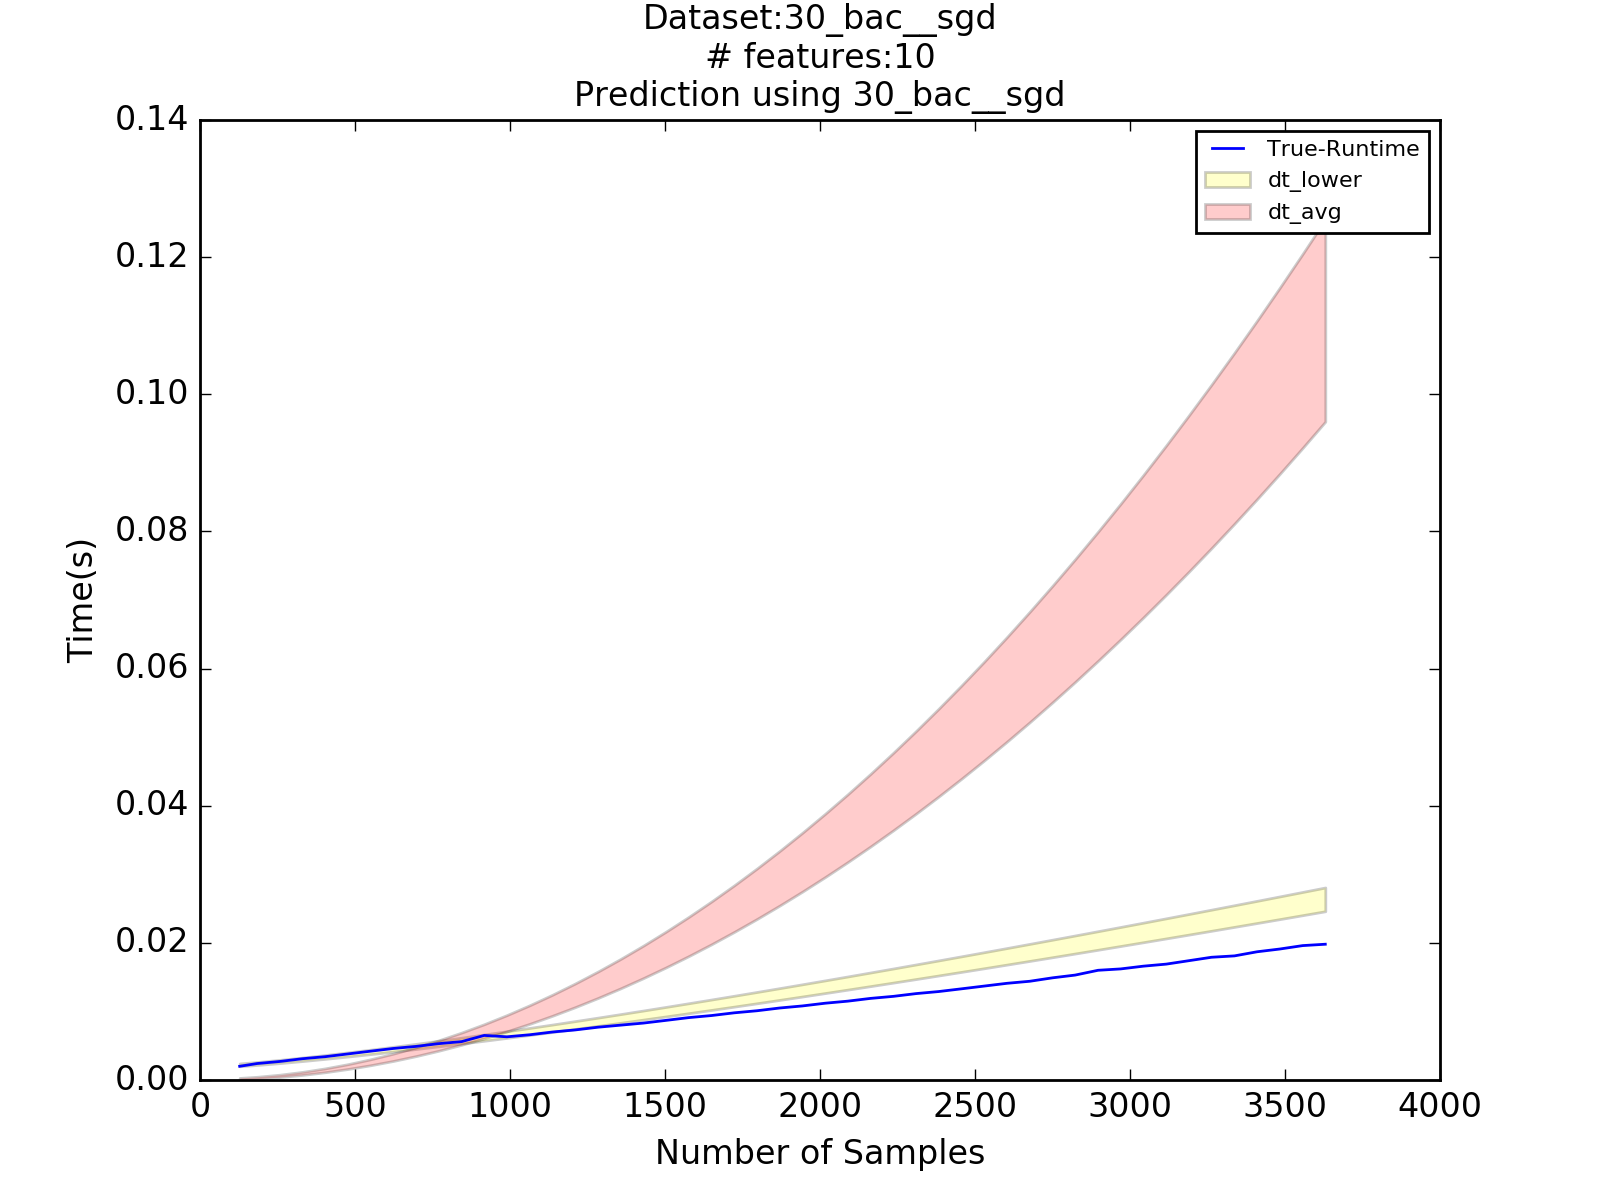 Dataset:30_bac__sgd
# features:10
Prediction using 30_bac__sgd
0.14
0.12
0.10
0.08
0.06
0.04
0.02
0.00
Time(s)
True-Runtime
dt_lower
dt_avg
0 500 1000 1500 2000 2500 3000 3500 4000
Number of Samples